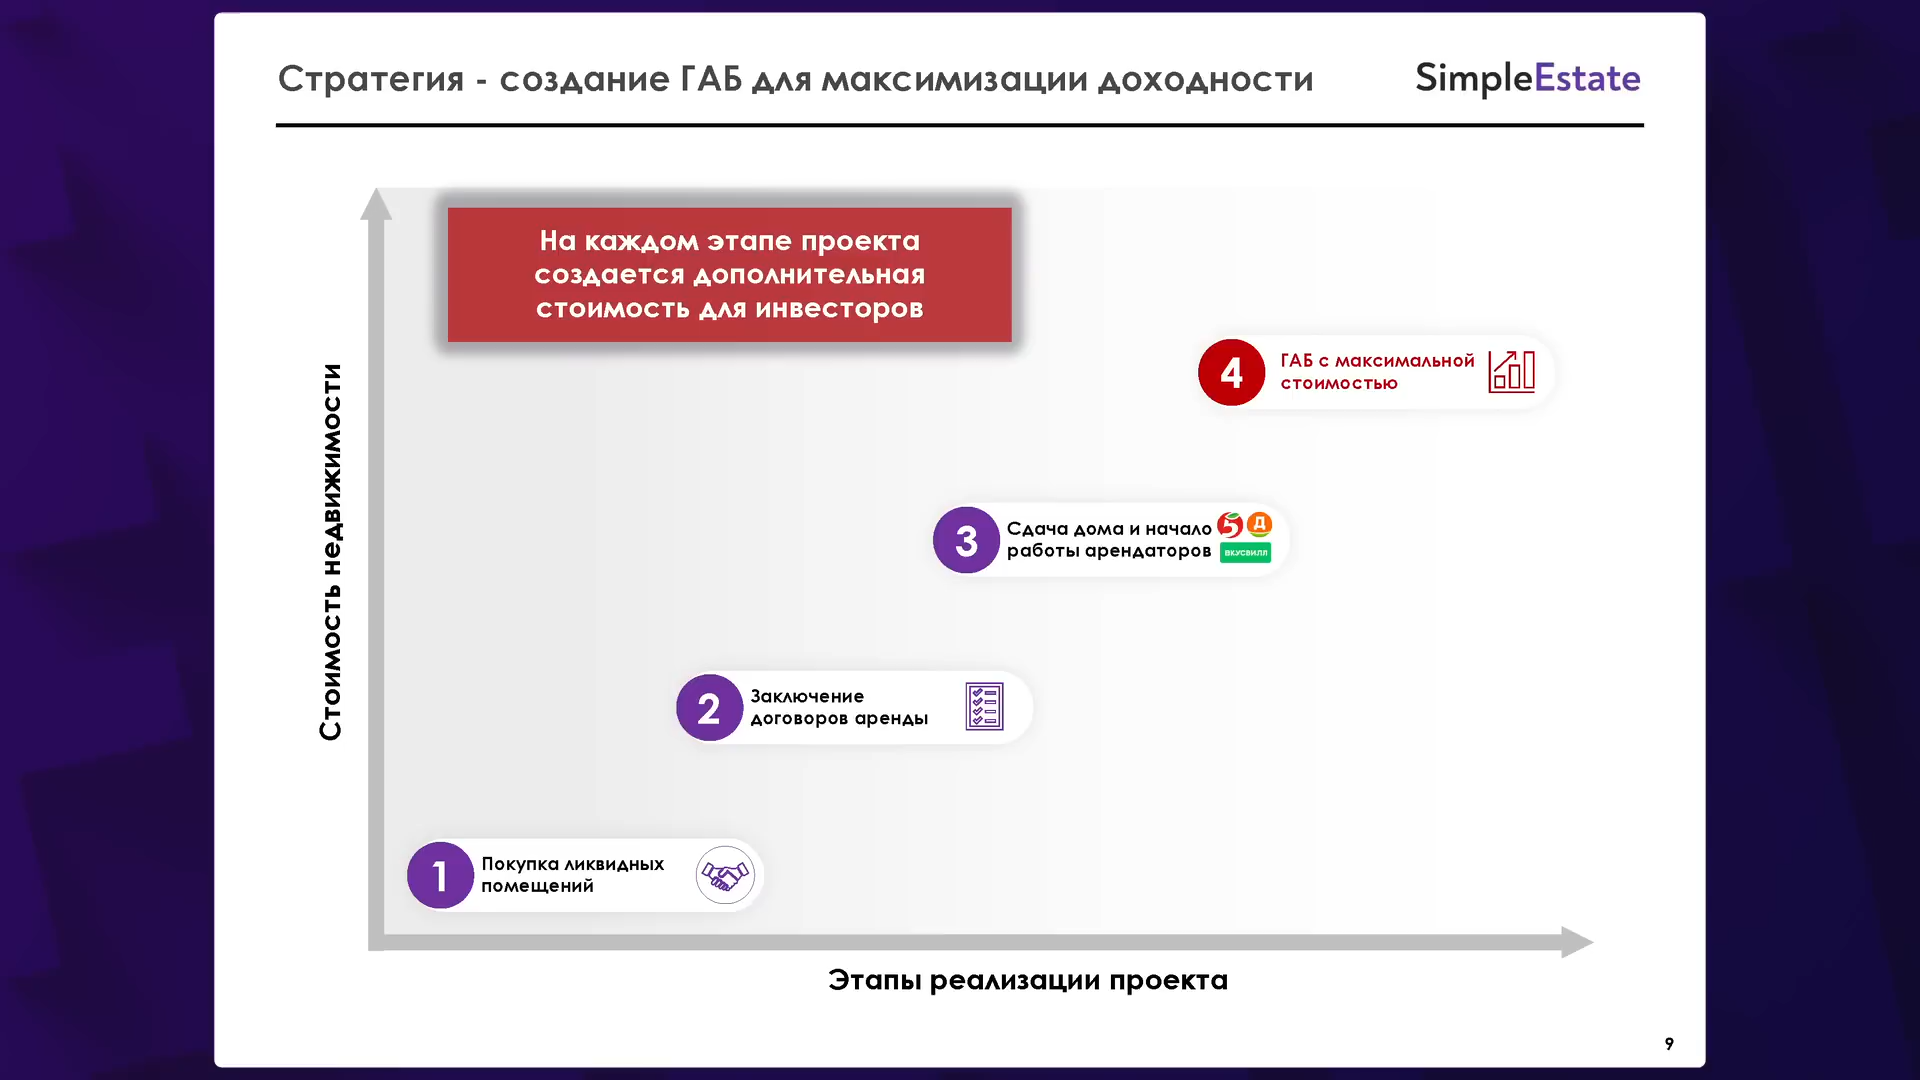 Стратегия - создание ГАБ для максимизации доходности
SimpleEstate
На каждом этапе проекта
создается дополнительная
стоимость для инвесторов
4
ГАБ с максимальной
стоимостью
Стоимость недвижимости
3
Сдача дома и начало
работы арендаторов
5
Д
ВКУСВИЛЛ
2
Заключение
договоров аренды
1
Покупка ликвидных
помещений
Этапы реализации проекта
9